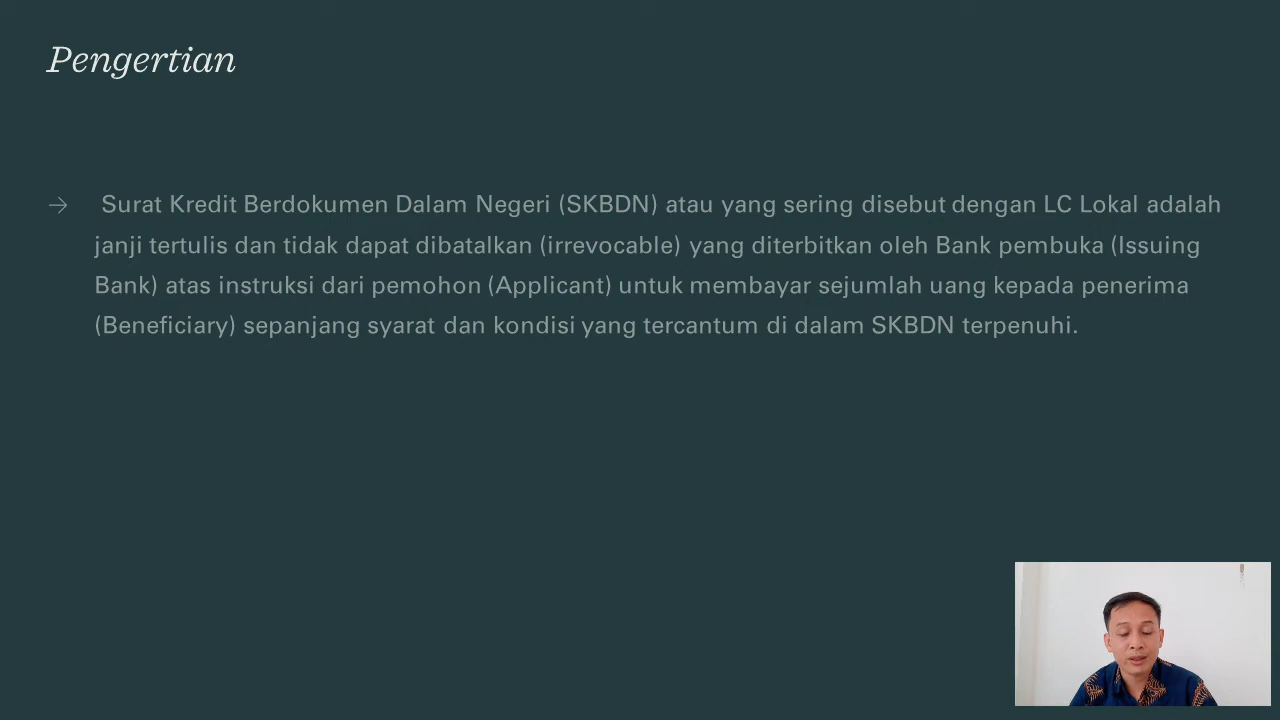 Pengertian
→ Surat Kredit Berdokumen Dalam Negeri (SKBDN) atau yang sering disebut dengan LC Lokal adalah
janji tertulis dan tidak dapat dibatalkan (irrevocable) yang diterbitkan oleh Bank pembuka (Issuing
Bank) atas instruksi dari pemohon (Applicant) untuk membayar sejumlah uang kepada penerima
(Beneficiary) sepanjang syarat dan kondisi yang tercantum di dalam SKBDN terpenuhi.